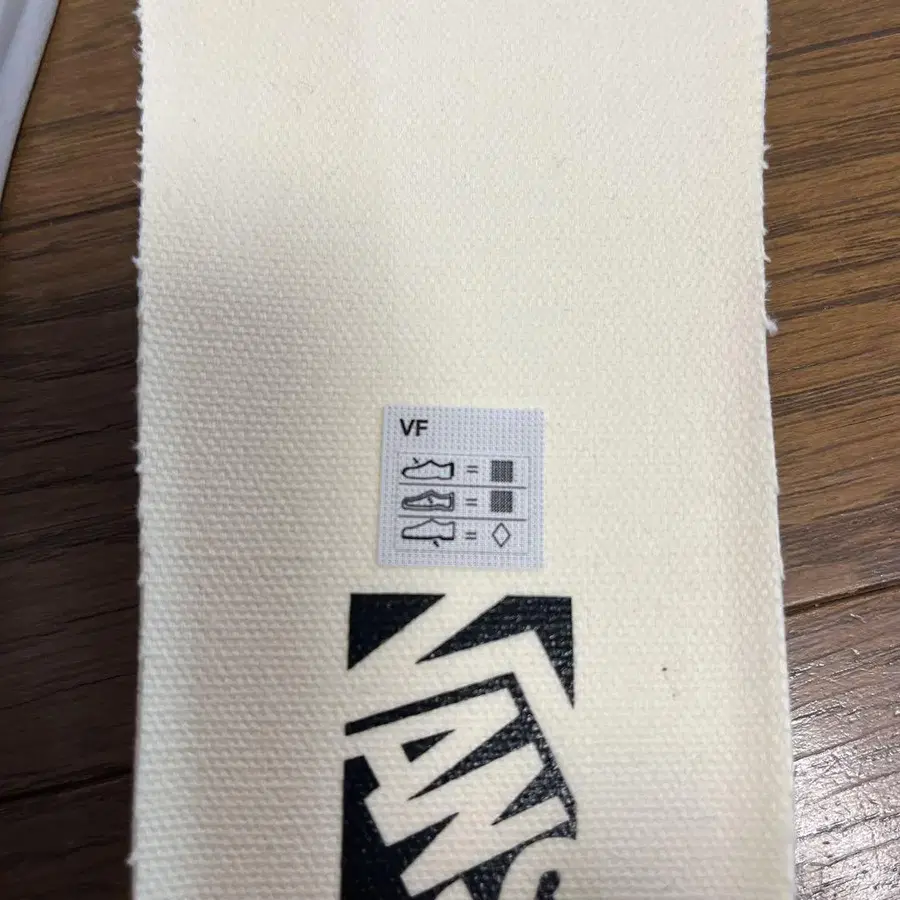 VF
=
=
=
VANS